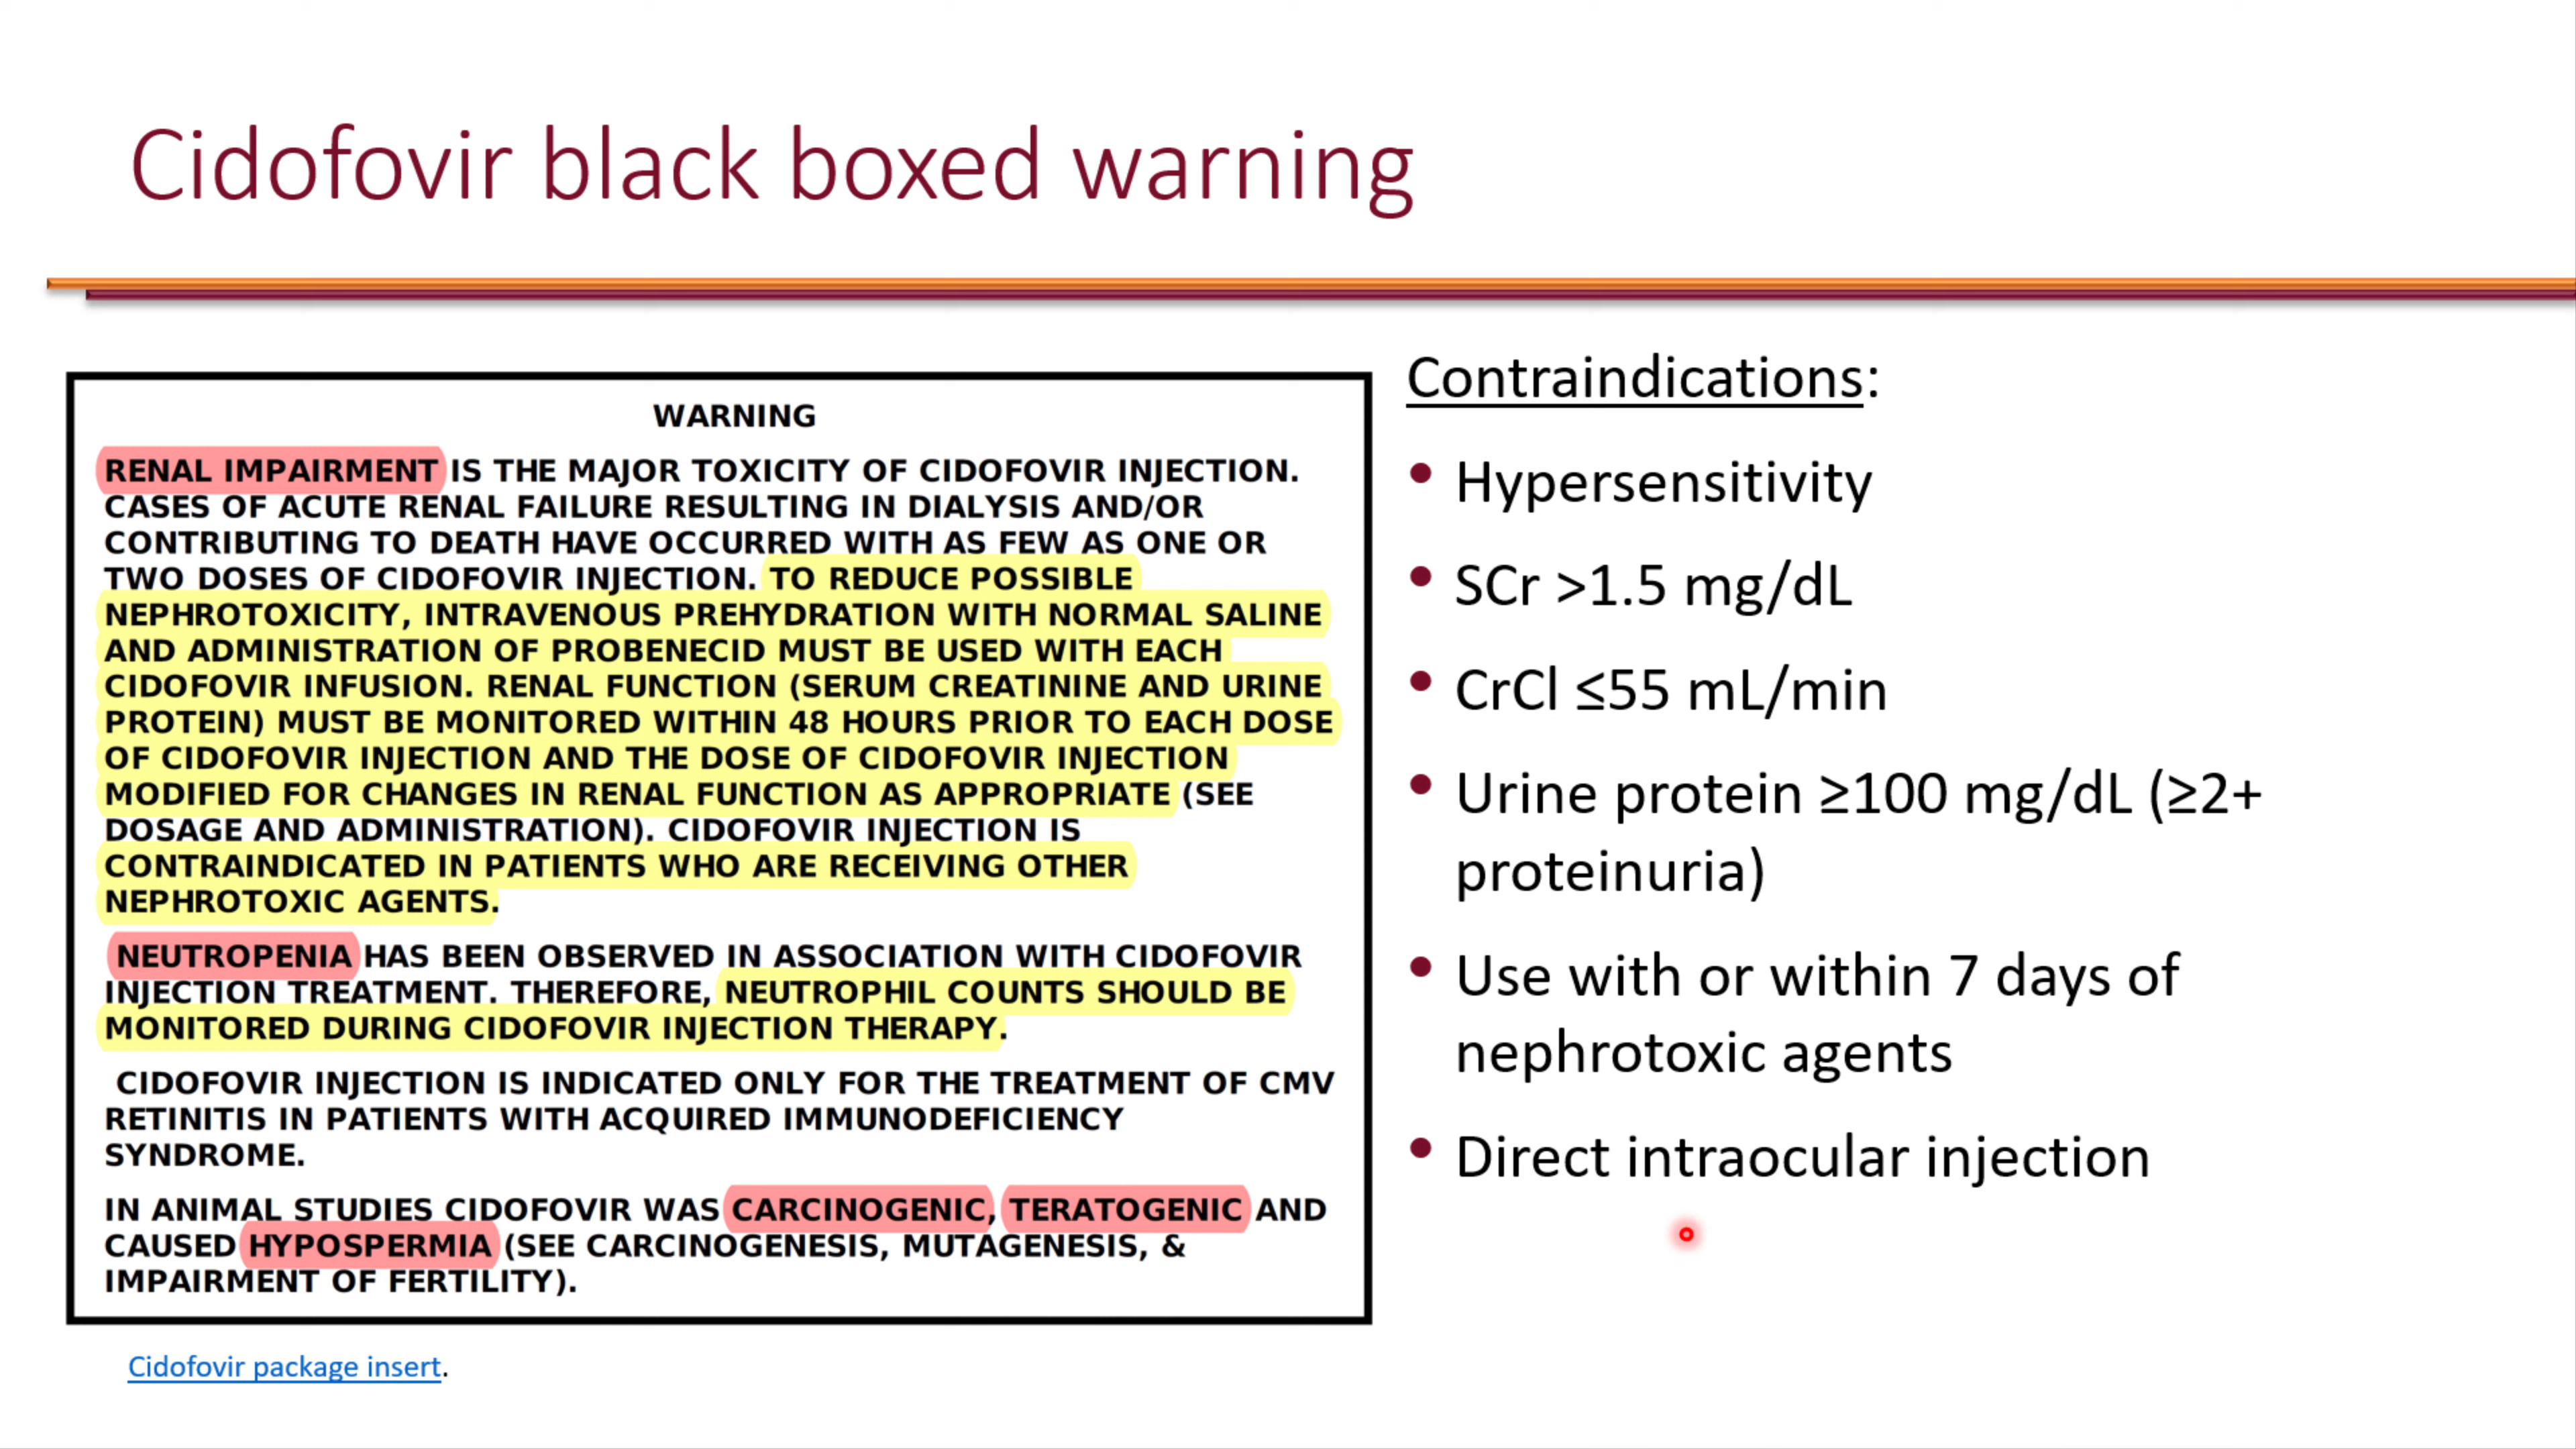 Cidofovir black boxed warning
WARNING
RENAL IMPAIRMENT IS THE MAJOR TOXICITY OF CIDOFOVIR INJECTION.
CASES OF ACUTE RENAL FAILURE RESULTING IN DIALYSIS AND/OR
CONTRIBUTING TO DEATH HAVE OCCURRED WITH AS FEW AS ONE OR
TWO DOSES OF CIDOFOVIR INJECTION. TO REDUCE POSSIBLE
NEPHROTOXICITY, INTRAVENOUS PREHYDRATION WITH NORMAL SALINE
AND ADMINISTRATION OF PROBENECID MUST BE USED WITH EACH
CIDOFOVIR INFUSION. RENAL FUNCTION (SERUM CREATININE AND URINE
PROTEIN) MUST BE MONITORED WITHIN 48 HOURS PRIOR TO EACH DOSE
OF CIDOFOVIR INJECTION AND THE DOSE OF CIDOFOVIR INJECTION
MODIFIED FOR CHANGES IN RENAL FUNCTION AS APPROPRIATE (SEE
DOSAGE AND ADMINISTRATION). CIDOFOVIR INJECTION IS
CONTRAINDICATED IN PATIENTS WHO ARE RECEIVING OTHER
NEPHROTOXIC AGENTS.
NEUTROPENIA HAS BEEN OBSERVED IN ASSOCIATION WITH CIDOFOVIR
INJECTION TREATMENT. THEREFORE, NEUTROPHIL COUNTS SHOULD BE
MONITORED DURING CIDOFOVIR INJECTION THERAPY.
CIDOFOVIR INJECTION IS INDICATED ONLY FOR THE TREATMENT OF CMV
RETINITIS IN PATIENTS WITH ACQUIRED IMMUNODEFICIENCY
SYNDROME.
IN ANIMAL STUDIES CIDOFOVIR WAS CARCINOGENIC, TERATOGENIC AND
CAUSED HYPOSPERMIA (SEE CARCINOGENESIS, MUTAGENESIS, &
IMPAIRMENT OF FERTILITY).
Cidofovir package insert.
Contraindications:
• Hypersensitivity
• SCr >1.5 mg/dL
• CrCl ≤55 mL/min
• Urine protein ≥100 mg/dL (≥2+
proteinuria)
• Use with or within 7 days of
nephrotoxic agents
• Direct intraocular injection